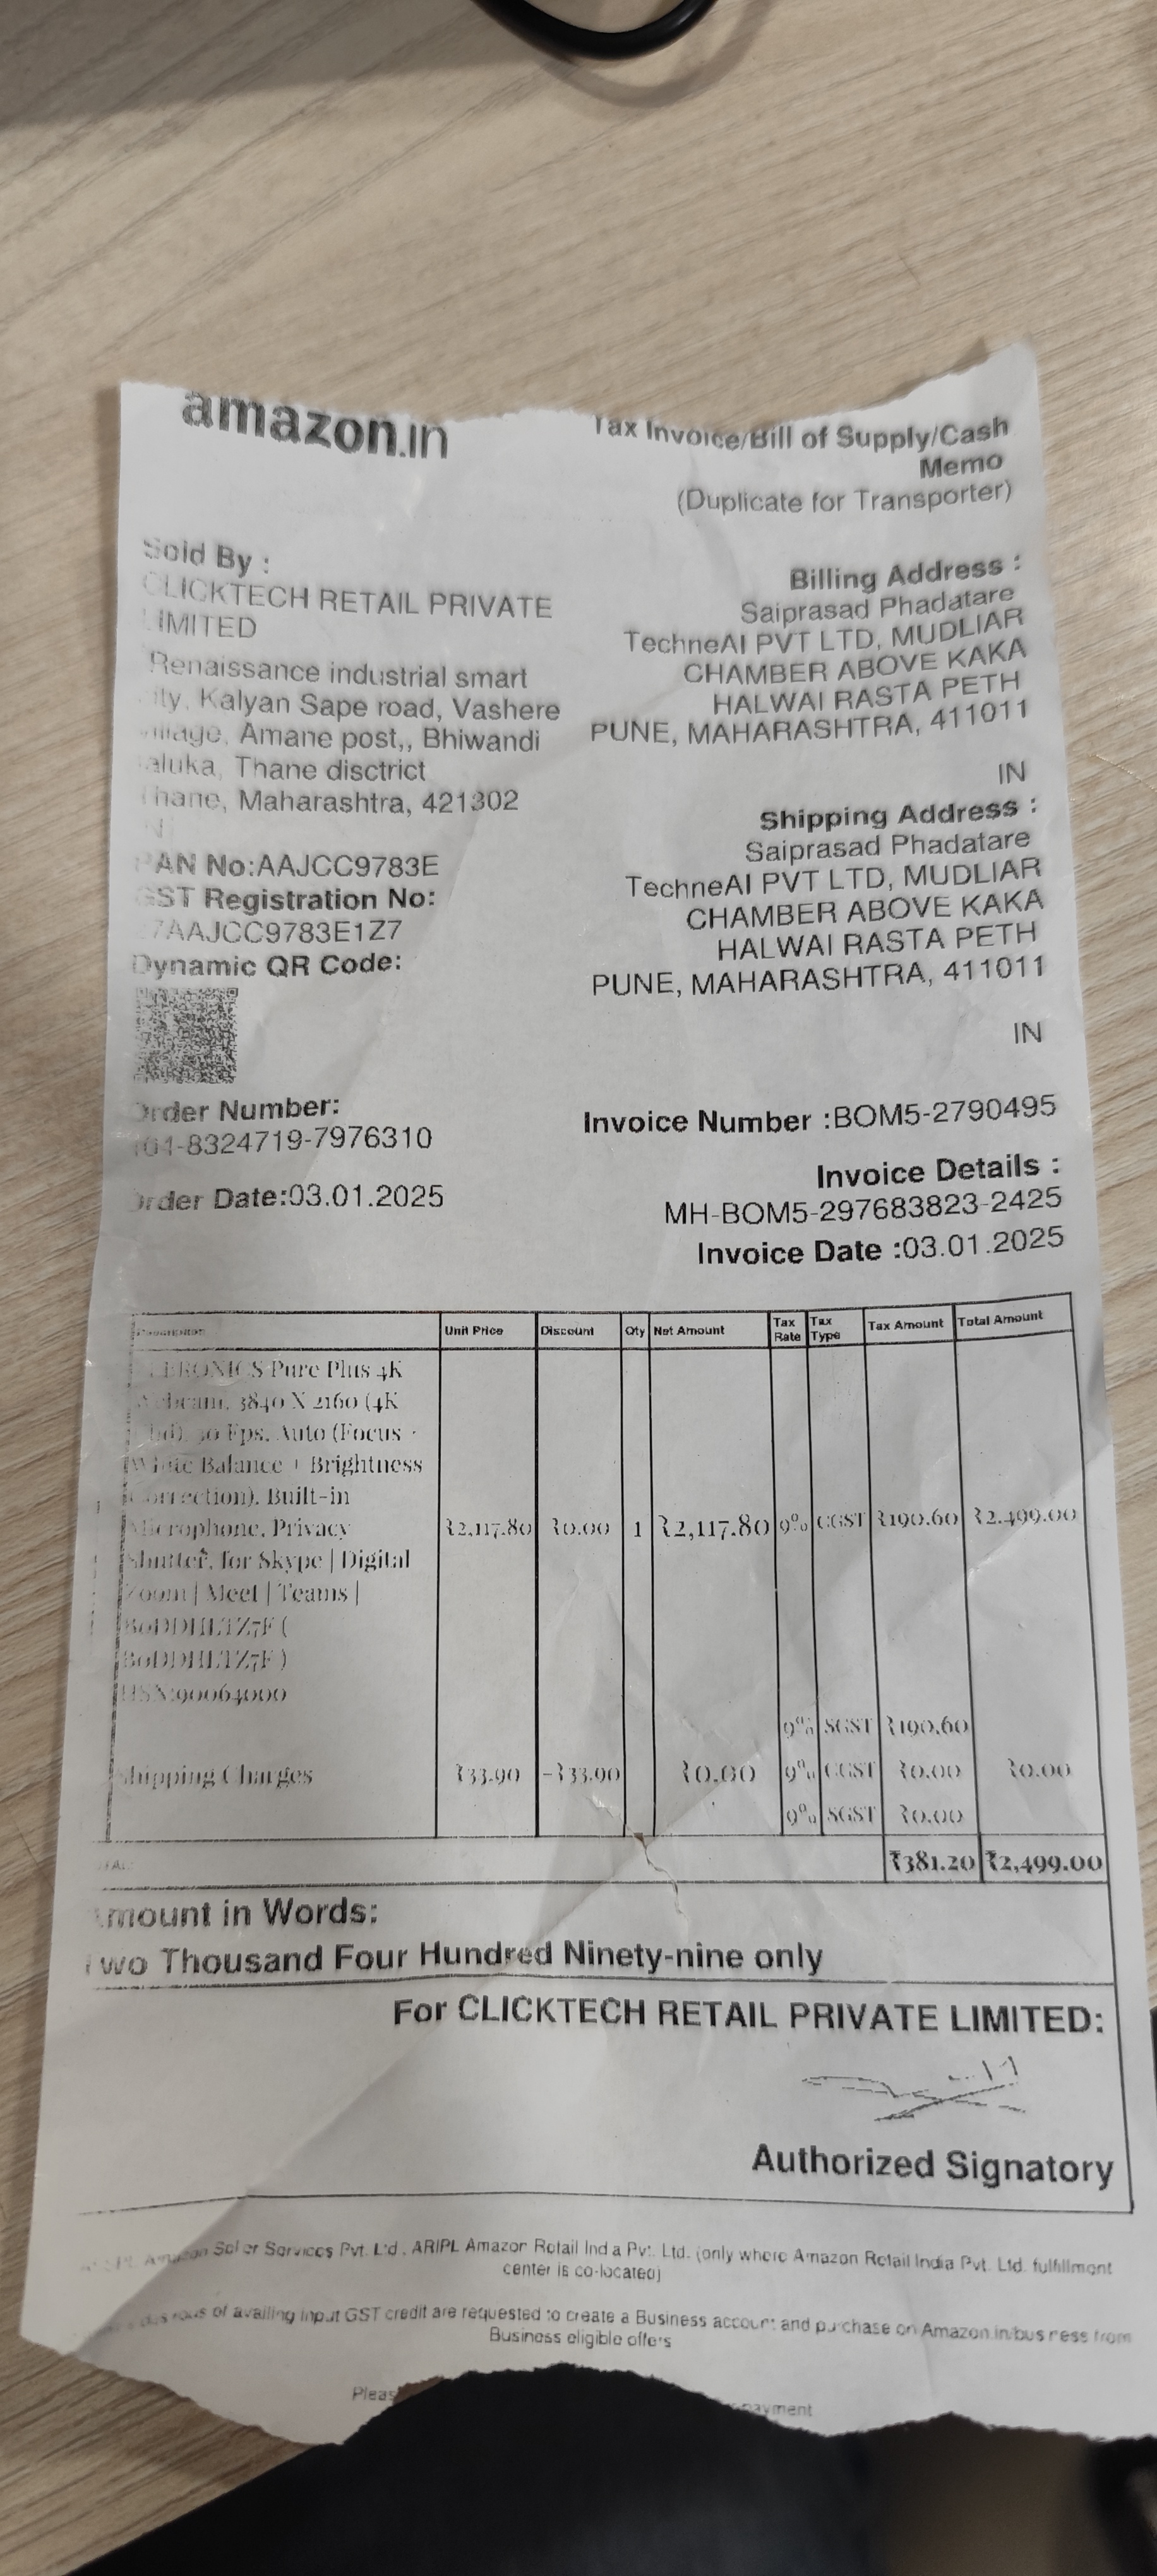 amazon.in
Tax Invoice/Bill of Supply/Cash
Memo
(Duplicate for Transporter)
Sold By :
CLICKTECH RETAIL PRIVATE
LIMITED
Renaissance industrial smart
city, Kalyan Sape road, Vashere
village, Amane post,, Bhiwandi
taluka, Thane disctrict
Thane, Maharashtra, 421302
PAN No:AAJCC9783E
GST Registration No:
7AAJCC9783E1Z7
Dynamic QR Code:
Billing Address :
Saiprasad Phadatare
TechneAI PVT LTD, MUDLIAR
CHAMBER ABOVE KAKA
HALWAI RASTA PETH
PUNE, MAHARASHTRA, 411011
IN
Shipping Address :
Saiprasad Phadatare
TechneAI PVT LTD, MUDLIAR
CHAMBER ABOVE KAKA
HALWAI RASTA PETH
PUNE, MAHARASHTRA, 411011
IN
Order Number:
-8324719-7976310
Order Date:03.01.2025
Invoice Number :BOM5-2790495
Invoice Details :
MH-BOM5-297683823-2425
Invoice Date :03.01.2025
Description Unit Price Discount Qty Net Amount Tax Rate Tax Type Tax Amount Total Amount
Pure Plus 4K
Webcam, 3840 X 2160 (4K
30 Fps, Auto (Focus
White Balance + Brightness
Correction), Built-in
Microphone, Privacy
Shutter, for Skype | Digital
Zoom | Meet | Teams |
B0DDHLTZ7F (
B0DDHLTZ7F )
HSN:90064000
₹2,117.80 ₹0.00 1 ₹2,117.80 9% CGST ₹190.60 ₹2,499.00
9% SGST ₹190.60
Shipping Charges ₹33.90 -₹33.90 ₹0.00 9% CGST ₹0.00 ₹0.00
9% SGST ₹0.00
₹381.20 ₹2,499.00
Amount in Words:
Two Thousand Four Hundred Ninety-nine only
For CLICKTECH RETAIL PRIVATE LIMITED:
Authorized Signatory
Amazon Seller Services Pvt. Ltd., ARIPL Amazon Retail India Pvt. Ltd. (only where Amazon Retail India Pvt. Ltd. fulfillment
center is co-located)
of availing input GST credit are requested to create a Business account and purchase on Amazon.in/business from
Business eligible offers
payment